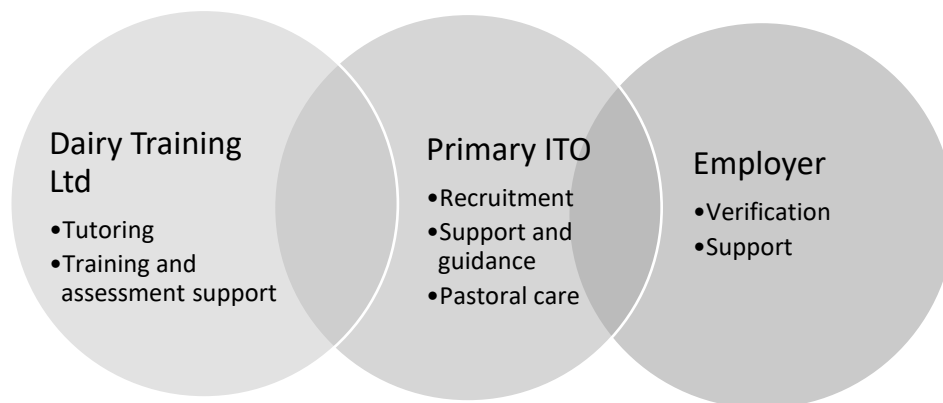 Dairy Training
Ltd
•Tutoring
•Training and
assessment support
Primary ITO
•Recruitment
•Support and
guidance
•Pastoral care
Employer
•Verification
•Support